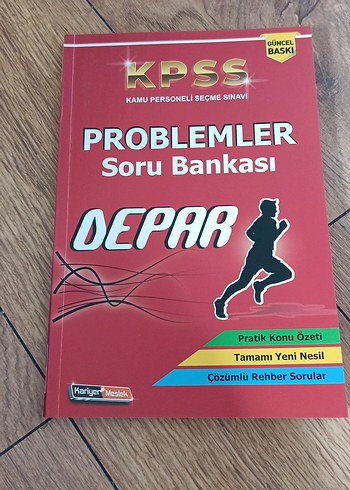 GÜNCEL
BASKI
KPSS
KAMU PERSONELİ SEÇME SINAVI
PROBLEMLER
Soru Bankası
DEPAR
Pratik Konu Özeti
Tamamı Yeni Nesil
Çözümlü Rehber Sorular
Kariyer Meslek